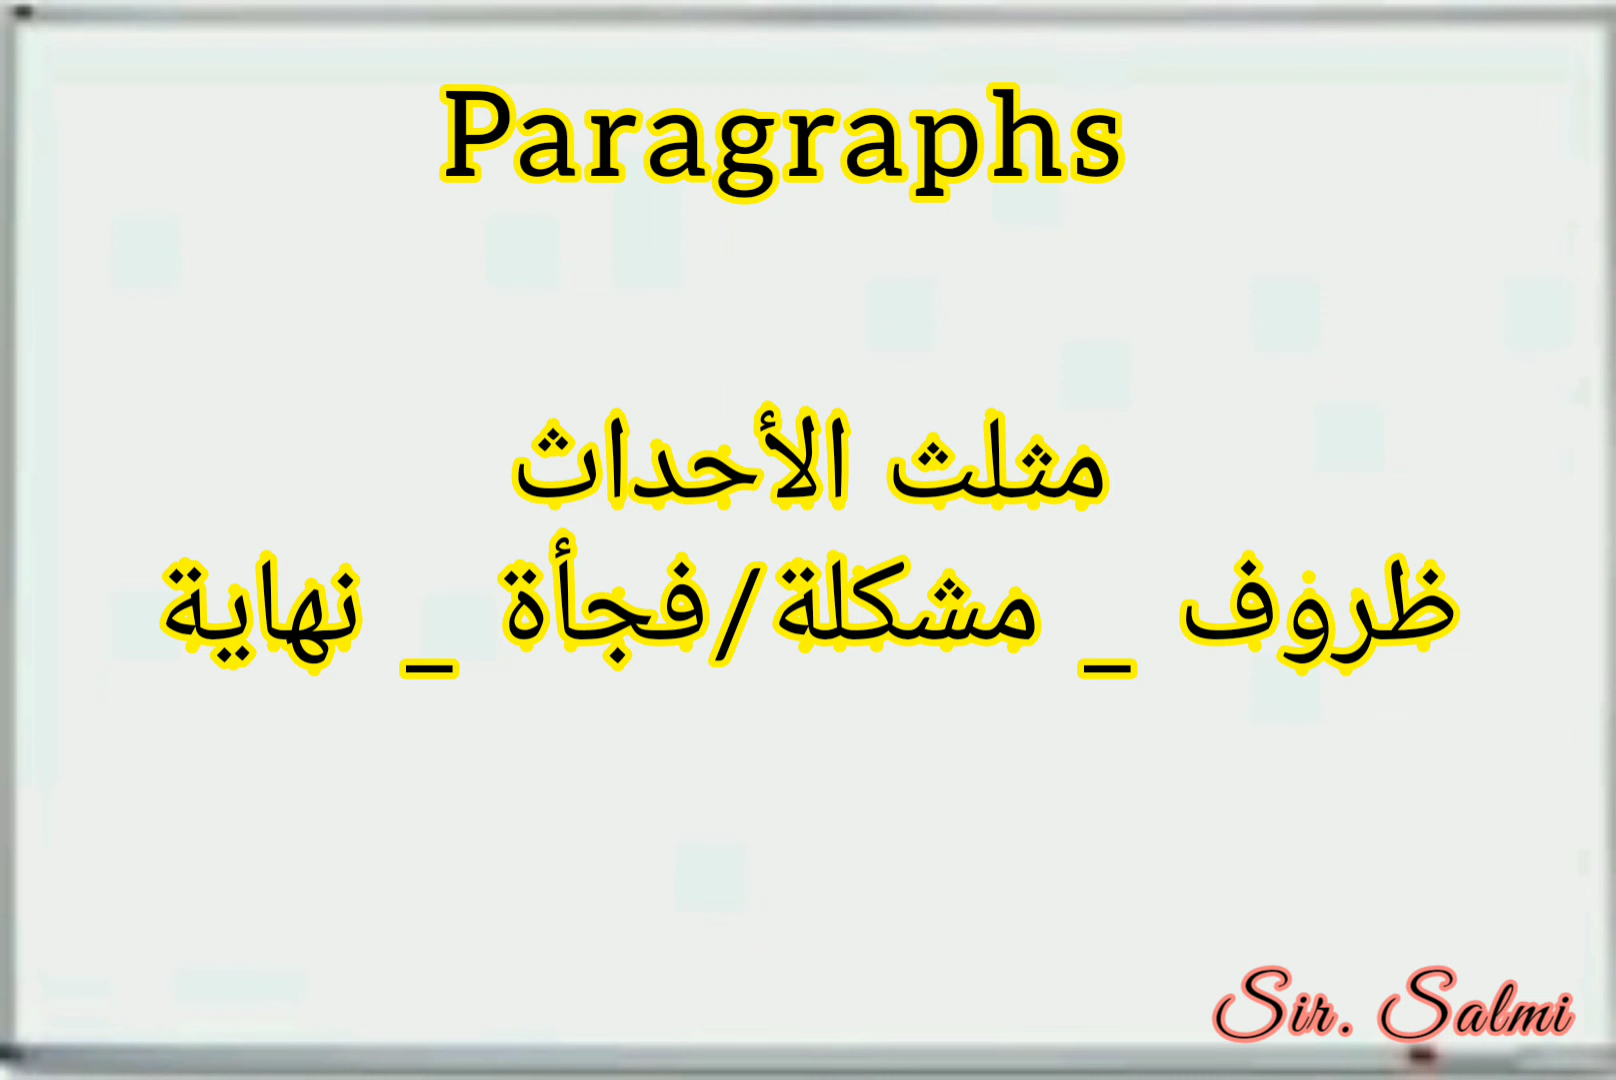 Paragraphs
مثلث الأحداث
ظروف _ مشكلة/فجأة _ نهاية
Sir. Salmi